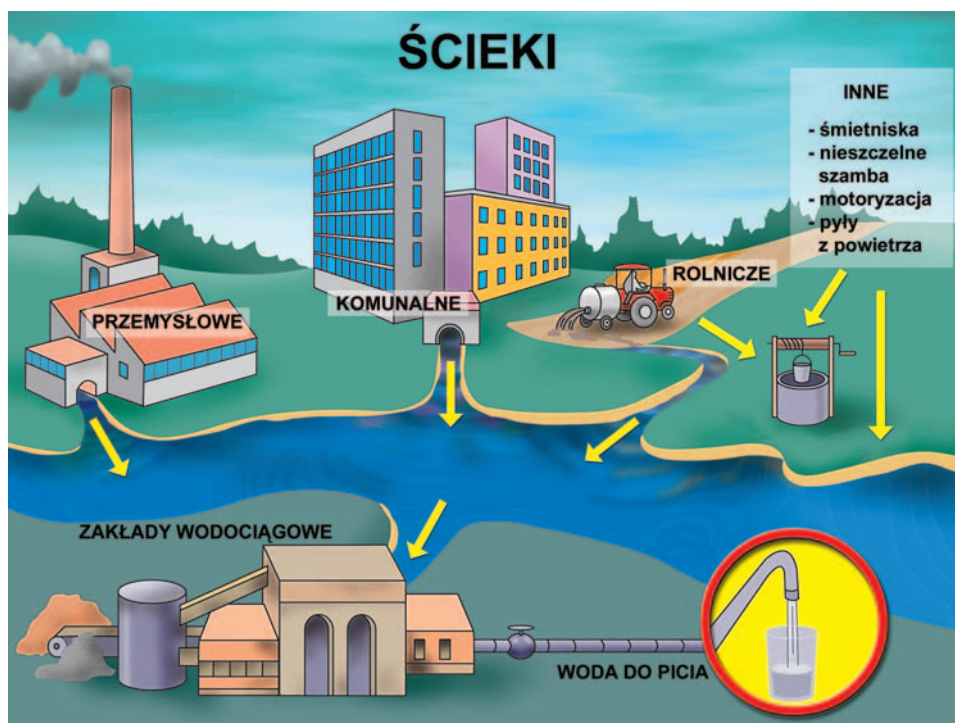 ŚCIEKI
INNE
- śmietniska
- nieszczelne
szamba
- motoryzacja
- pyły
z powietrza
ROLNICZE
KOMUNALNE
PRZEMYSŁOWE
ZAKŁADY WODOCIĄGOWE
WODA DO PICIA